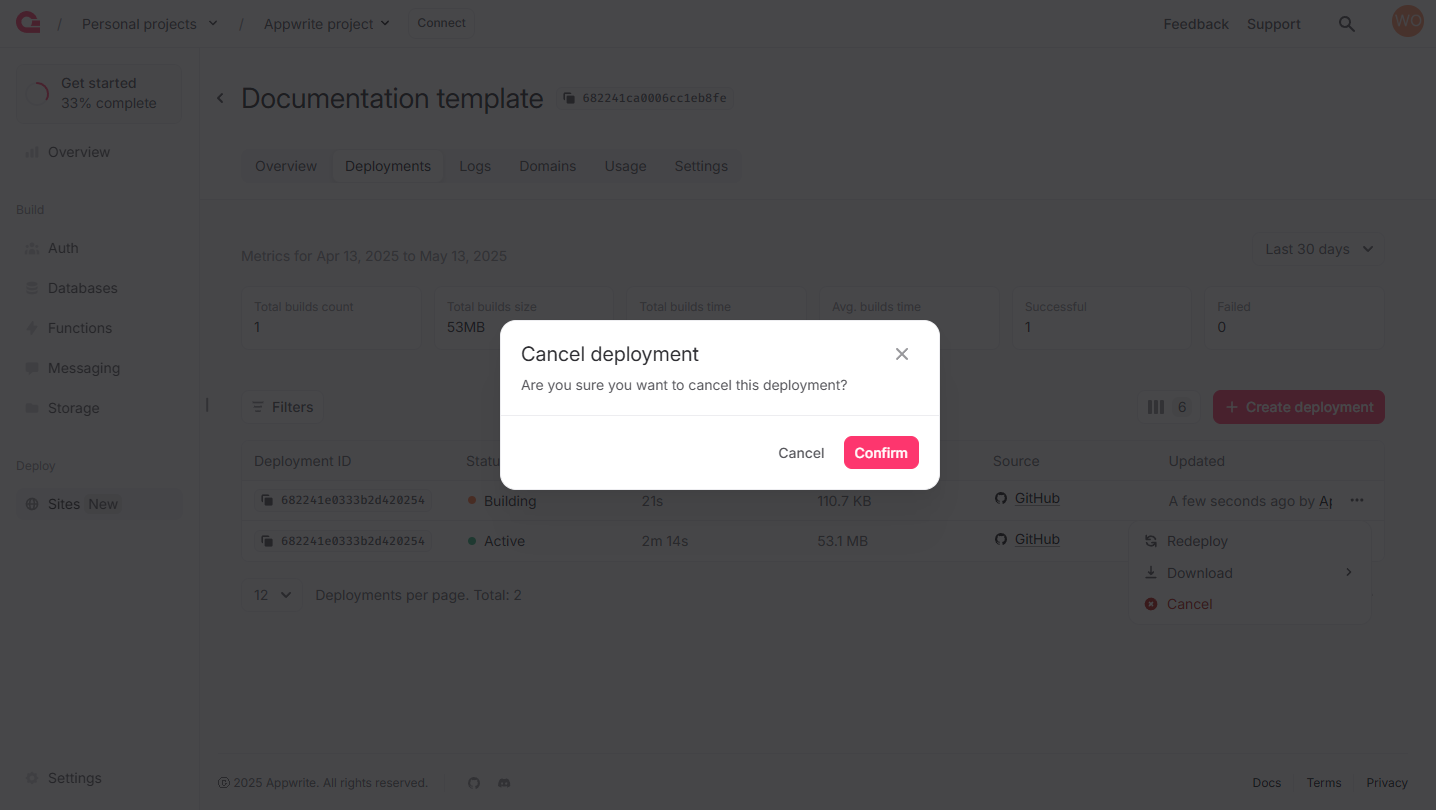 / Personal projects / Appwrite project Connect Feedback Support WO
Get started
33% complete
Documentation template 682241ca0006cc1eb8fe
Overview
Overview Deployments Logs Domains Usage Settings
Build
Auth
Metrics for Apr 13, 2025 to May 13, 2025 Last 30 days
Databases
Total builds count Total builds size Total builds time Avg. builds time Successful Failed
1 53MB 1 0
Functions
Cancel deployment
Messaging
Are you sure you want to cancel this deployment?
Storage
Filters 6 + Create deployment
Cancel Confirm
Deploy
Deployment ID Statu Source Updated
Sites New
682241e0333b2d420254 Building 21s 110.7 KB GitHub A few seconds ago by Ap
682241e0333b2d420254 Active 2m 14s 53.1 MB GitHub
Redeploy
Download
Cancel
12 Deployments per page. Total: 2
Settings
© 2025 Appwrite. All rights reserved. Docs Terms Privacy